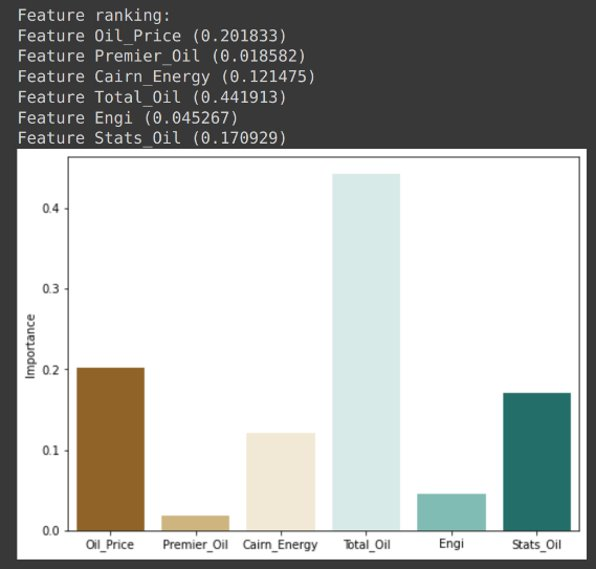 Feature ranking:
Feature Oil_Price (0.201833)
Feature Premier_Oil (0.018582)
Feature Cairn_Energy (0.121475)
Feature Total_Oil (0.441913)
Feature Engi (0.045267)
Feature Stats_Oil (0.170929)
0.4
0.3
0.2
0.1
0.0
Importance
Oil_Price Premier_Oil Cairn_Energy Total_Oil Engi Stats_Oil